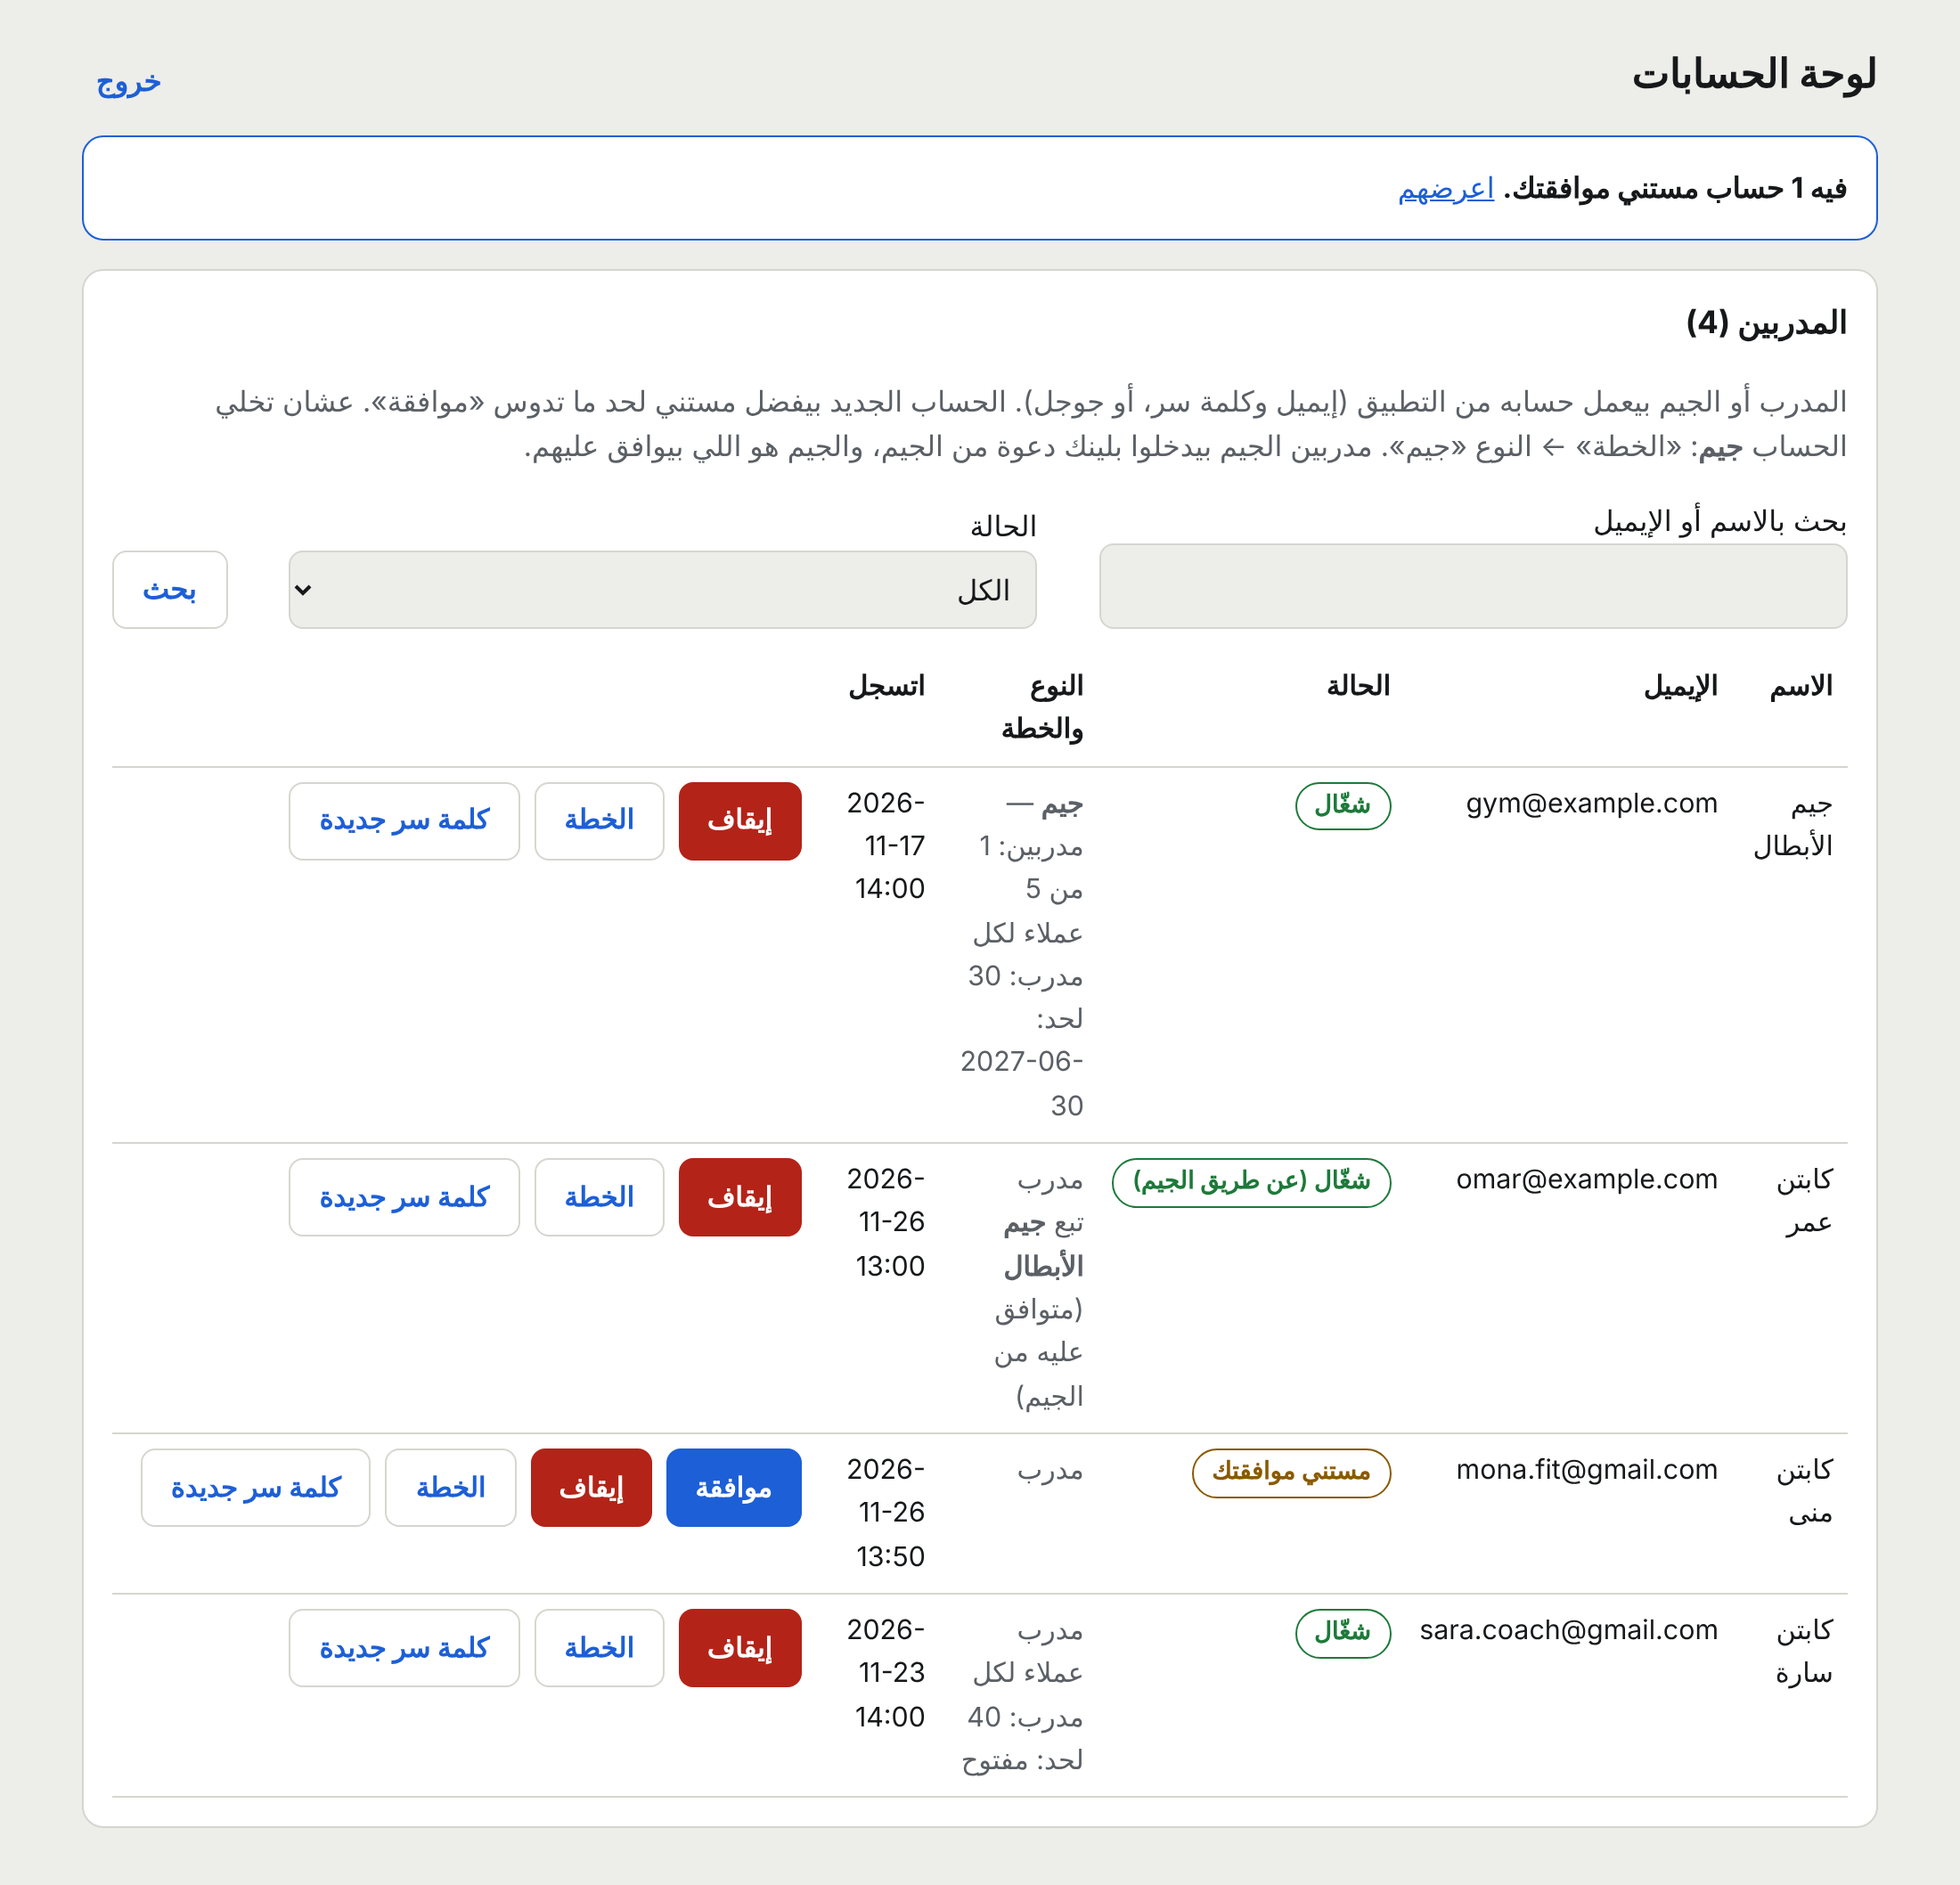 لوحة الحسابات
خروج
فيه 1 حساب مستني موافقتك. اعرضهم
المدربين (4)
المدرب أو الجيم بيعمل حسابه من التطبيق (إيميل وكلمة سر، أو جوجل). الحساب الجديد بيفضل مستني لحد ما تدوس «موافقة». عشان تخلي
الحساب جيم: «الخطة» ← النوع «جيم». مدربين الجيم بيدخلوا بلينك دعوة من الجيم، والجيم هو اللي بيوافق عليهم.
بحث بالاسم أو الإيميل
الحالة
الكل
بحث
الاسم
الإيميل
الحالة
النوع
والخطة
اتسجل
جيم
الأبطال
gym@example.com
شغّال
جيم —
مدربين: 1
من 5
عملاء لكل
مدرب: 30
لحد:
2027-06-
30
2026-
11-17
14:00
إيقاف
الخطة
كلمة سر جديدة
كابتن
عمر
omar@example.com
شغّال (عن طريق الجيم)
مدرب
تبع جيم
الأبطال
(متوافق
عليه من
الجيم)
2026-
11-26
13:00
إيقاف
الخطة
كلمة سر جديدة
كابتن
منى
mona.fit@gmail.com
مستني موافقتك
مدرب
2026-
11-26
13:50
موافقة
إيقاف
الخطة
كلمة سر جديدة
كابتن
سارة
sara.coach@gmail.com
شغّال
مدرب
عملاء لكل
مدرب: 40
لحد: مفتوح
2026-
11-23
14:00
إيقاف
الخطة
كلمة سر جديدة